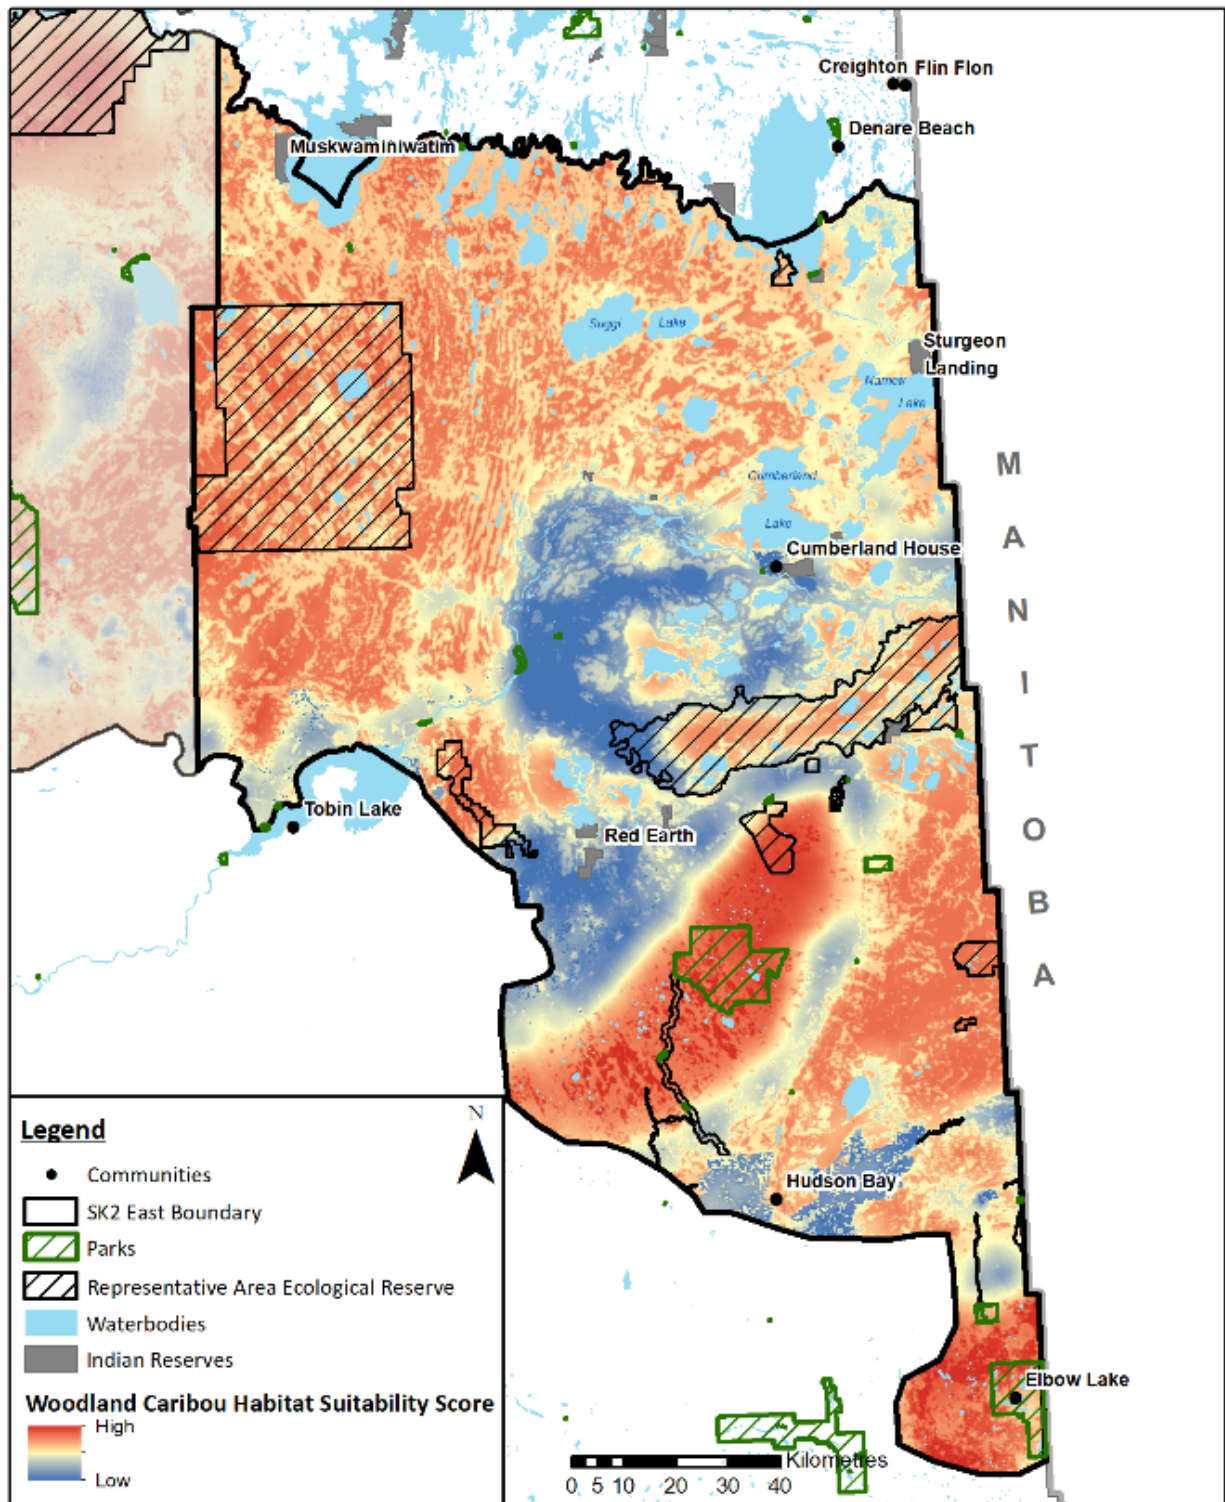 Creighton Flin Flon
Denare Beach
Muskwaminiwatim
Suggi Lake
Sturgeon
Landing
Namew
Lake
Cumberland
Lake
Cumberland House
M
A
N
I
T
O
B
A
Tobin Lake
Red Earth
Hudson Bay
Elbow Lake
Legend
N
Communities
SK2 East Boundary
Parks
Representative Area Ecological Reserve
Waterbodies
Indian Reserves
Woodland Caribou Habitat Suitability Score
High
Low
Kilometres
0 5 10 20 30 40